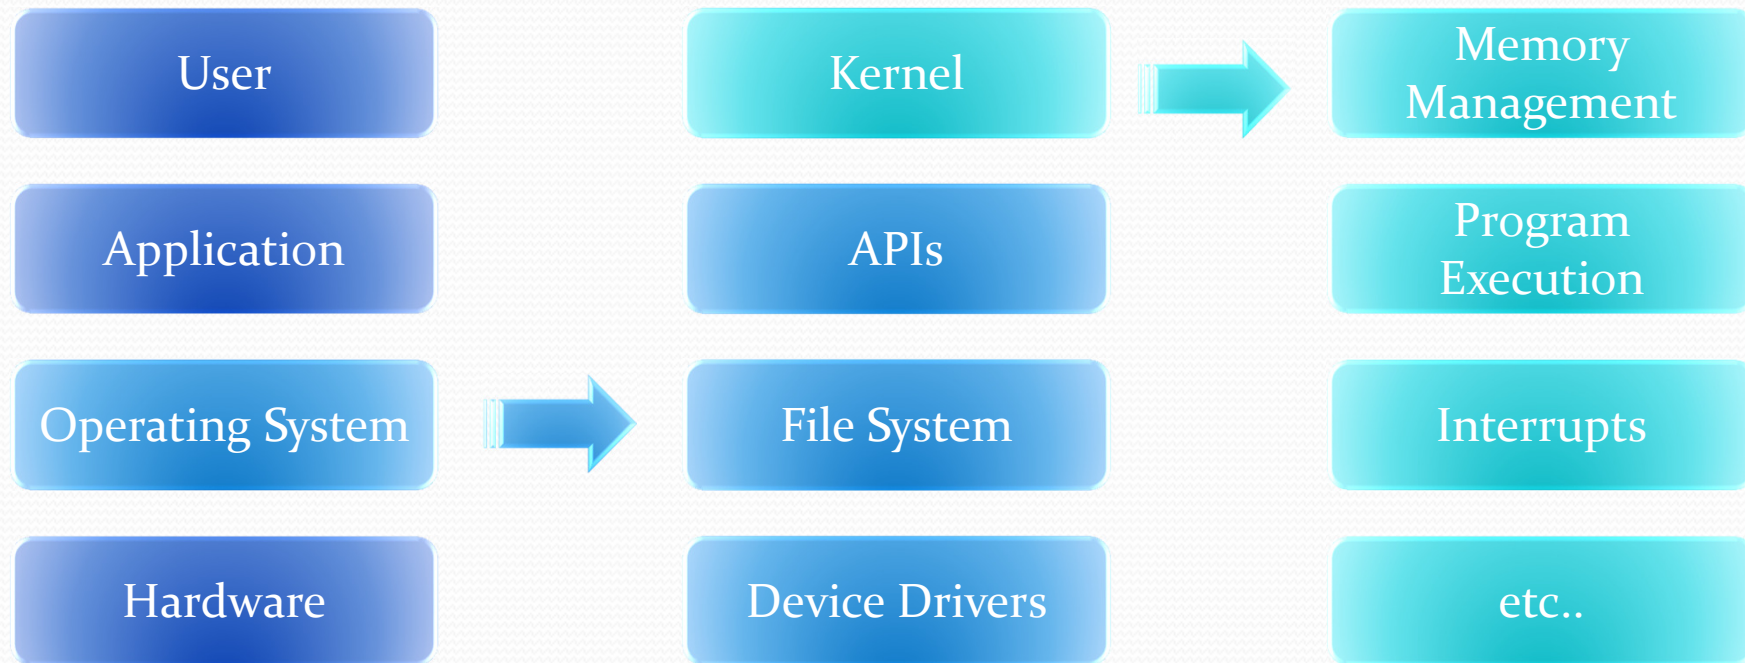 User
Application
Operating System
Hardware
Kernel
APIs
File System
Device Drivers
Memory
Management
Program
Execution
Interrupts
etc..